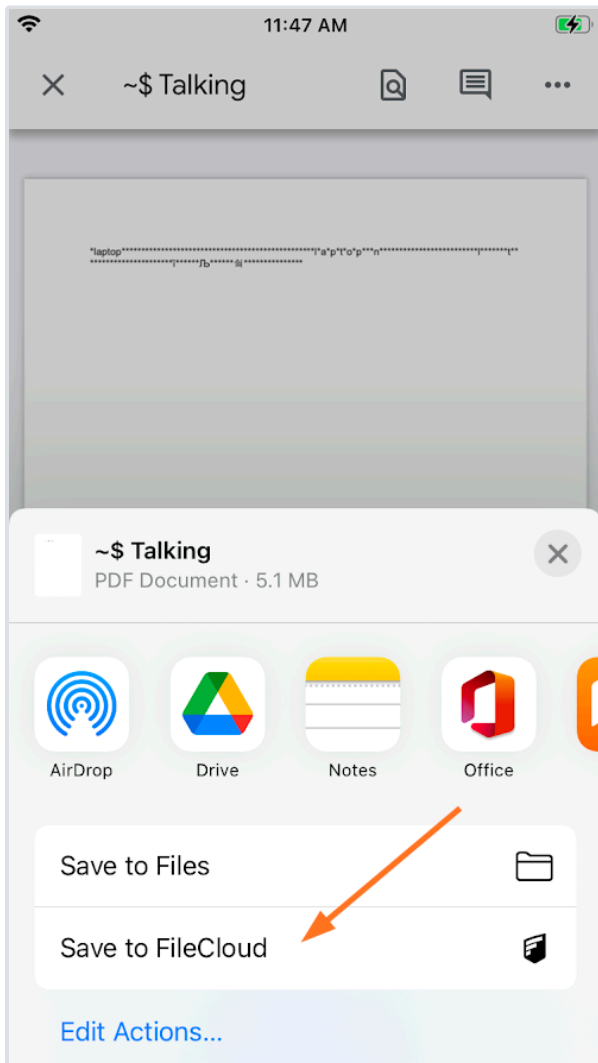 11:47 AM
~$ Talking
~$ Talking
PDF Document · 5.1 MB
AirDrop
Drive
Notes
Office
Save to Files
Save to FileCloud
Edit Actions...